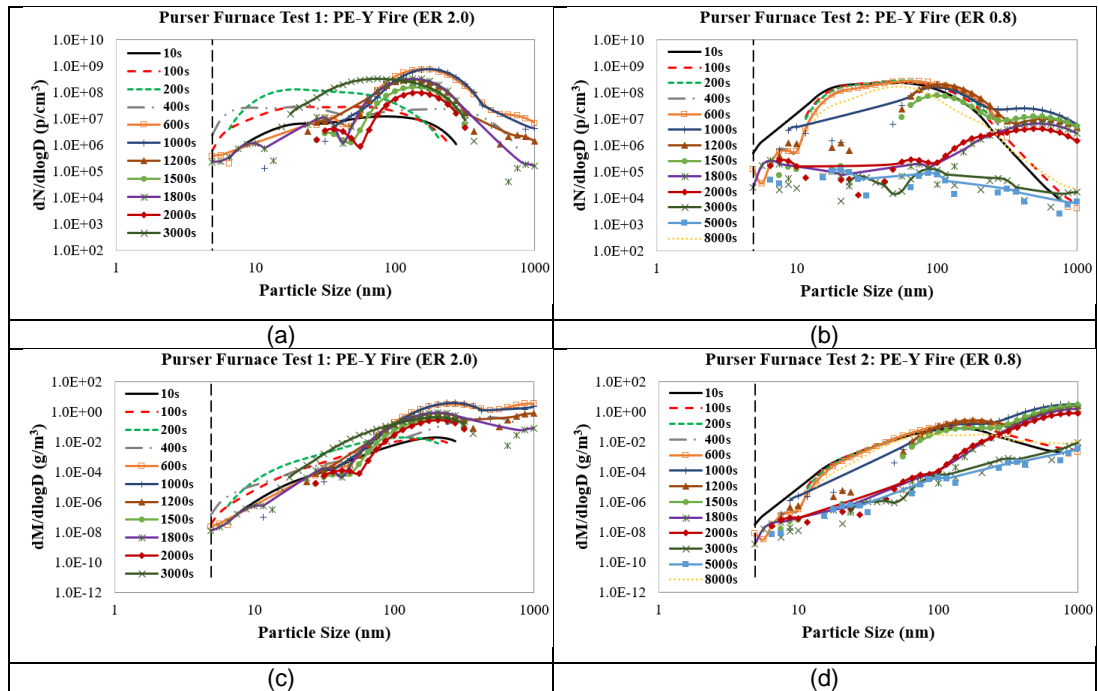 Purser Furnace Test 1: PE-Y Fire (ER 2.0)
dN/dlogD (p/cm³)
1.0E+10
1.0E+09
1.0E+08
1.0E+07
1.0E+06
1.0E+05
1.0E+04
1.0E+03
1.0E+02
10s
100s
200s
400s
600s
1000s
1200s
1500s
1800s
2000s
3000s
1 10 100 1000
Particle Size (nm)
(a)
Purser Furnace Test 2: PE-Y Fire (ER 0.8)
dN/dlogD (p/cm³)
1.0E+10
1.0E+09
1.0E+08
1.0E+07
1.0E+06
1.0E+05
1.0E+04
1.0E+03
1.0E+02
10s
100s
200s
400s
600s
1000s
1200s
1500s
1800s
2000s
3000s
5000s
8000s
1 10 100 1000
Particle Size (nm)
(b)
Purser Furnace Test 1: PE-Y Fire (ER 2.0)
dM/dlogD (g/m³)
1.0E+02
1.0E+00
1.0E-02
1.0E-04
1.0E-06
1.0E-08
1.0E-10
1.0E-12
10s
100s
200s
400s
600s
1000s
1200s
1500s
1800s
2000s
3000s
1 10 100 1000
Particle Size (nm)
(c)
Purser Furnace Test 2: PE-Y Fire (ER 0.8)
dM/dlogD (g/m³)
1.0E+02
1.0E+00
1.0E-02
1.0E-04
1.0E-06
1.0E-08
1.0E-10
1.0E-12
10s
100s
200s
400s
600s
1000s
1200s
1500s
1800s
2000s
3000s
5000s
8000s
1 10 100 1000
Particle Size (nm)
(d)